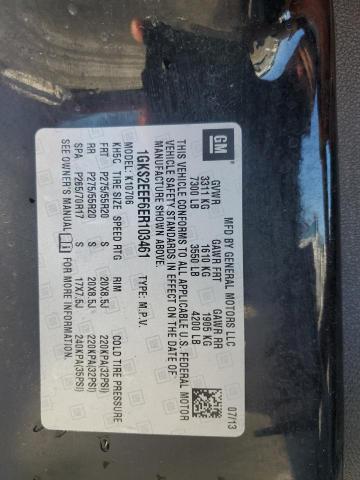 GM
MFD BY GENERAL MOTORS LLC
07/13
GVWR GAWR FRT GAWR RR
3311 KG 1610 KG 1905 KG
7300 LB 3550 LB 4200 LB
THIS VEHICLE CONFORMS TO ALL APPLICABLE U.S. FEDERAL MOTOR
VEHICLE SAFETY STANDARDS IN EFFECT ON THE DATE OF
MANUFACTURE SHOWN ABOVE.
1GKS2EEF6ER103461 TYPE: M.P.V.
MODEL: K10706
KH5C TIRE SIZE SPEED RTG RIM COLD TIRE PRESSURE
FRT P275/55R20 S 20X8.5J 220KPA(32PSI)
RR P275/55R20 S 20X8.5J 220KPA(32PSI)
SPA P265/70R17 S 17X7.5J 240KPA(35PSI)
SEE OWNER'S MANUAL FOR MORE INFORMATION.